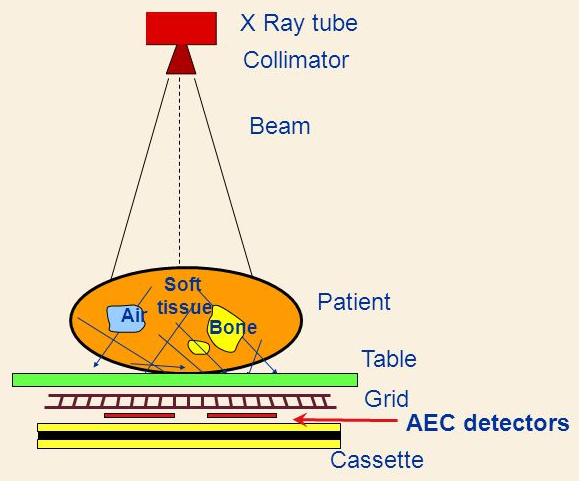 X Ray tube
Collimator
Beam
Soft
tissue
Air
Bone
Patient
Table
Grid
AEC detectors
Cassette